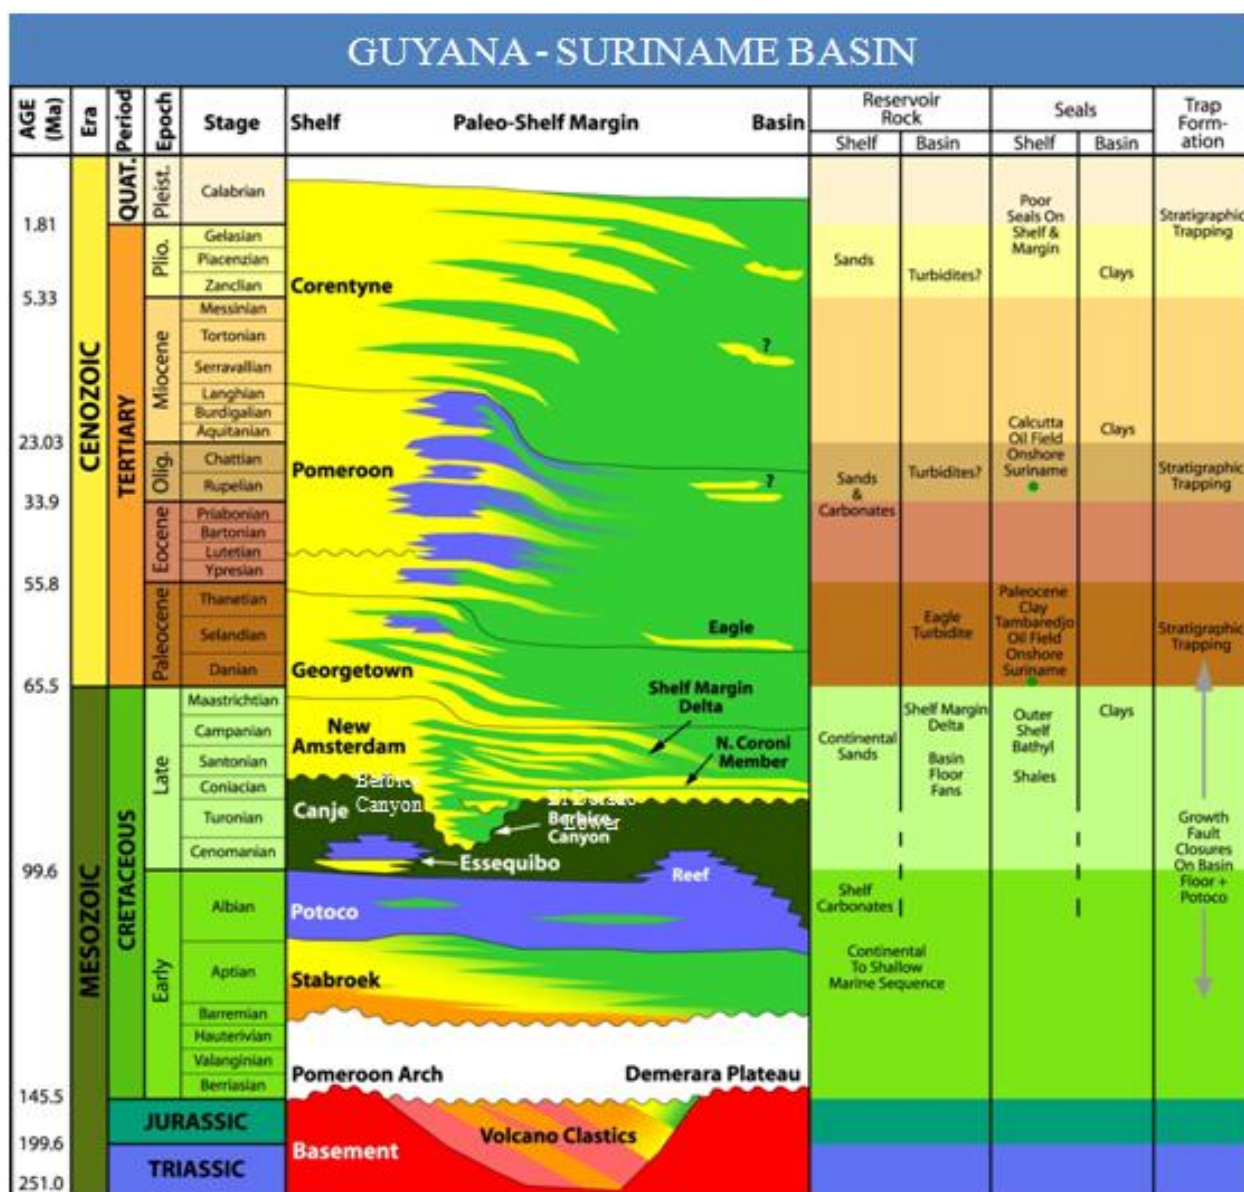 GUYANA - SURINAME BASIN
AGE
(Ma)
Era
Period
Epoch
Stage
Shelf
Paleo-Shelf Margin
Basin
Reservoir
Rock
Shelf
Basin
Seals
Shelf
Basin
Trap
Form-
ation
1.81
5.33
23.03
33.9
55.8
65.5
99.6
145.5
199.6
251.0
CENOZOIC
MESOZOIC
QUAT.
TERTIARY
CRETACEOUS
JURASSIC
TRIASSIC
Pleist.
Plio.
Miocene
Olig.
Eocene
Paleocene
Late
Early
Calabrian
Gelasian
Piacenzian
Zanclian
Messinian
Tortonian
Serravallian
Langhian
Burdigalian
Aquitanian
Chattian
Rupelian
Priabonian
Bartonian
Lutetian
Ypresian
Thanetian
Selandian
Danian
Maastrichtian
Campanian
Santonian
Coniacian
Turonian
Cenomanian
Albian
Aptian
Barremian
Hauterivian
Valanginian
Berriasian
Corentyne
?
Pomeroon
?
Eagle
Georgetown
Shelf Margin
Delta
New
Amsterdam
N. Coroni
Member
Berbice
Canyon
Canje
Lower
Berbice
Canyon
Essequibo
Reef
Potoco
Stabroek
Pomeroon Arch
Demerara Plateau
Volcano Clastics
Basement
Sands
Sands
&
Carbonates
Continental
Sands
Shelf
Carbonates
Continental
To Shallow
Marine Sequence
Turbidites?
Turbidites?
Eagle
Turbidite
Shelf Margin
Delta
Basin
Floor
Fans
Poor
Seals On
Shelf &
Margin
Calcutta
Oil Field
Onshore
Suriname
Paleocene
Clay
Tambaredjo
Oil Field
Onshore
Suriname
Outer
Shelf
Bathyl
Shales
Clays
Clays
Clays
Stratigraphic
Trapping
Stratigraphic
Trapping
Stratigraphic
Trapping
Growth
Fault
Closures
On Basin
Floor +
Potoco